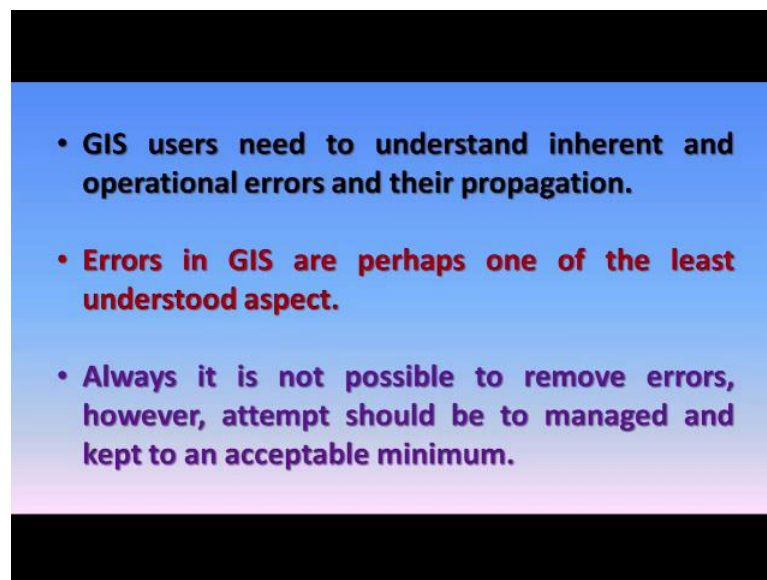 • GIS users need to understand inherent and
operational errors and their propagation.
• Errors in GIS are perhaps one of the least
understood aspect.
• Always it is not possible to remove errors,
however, attempt should be to managed and
kept to an acceptable minimum.